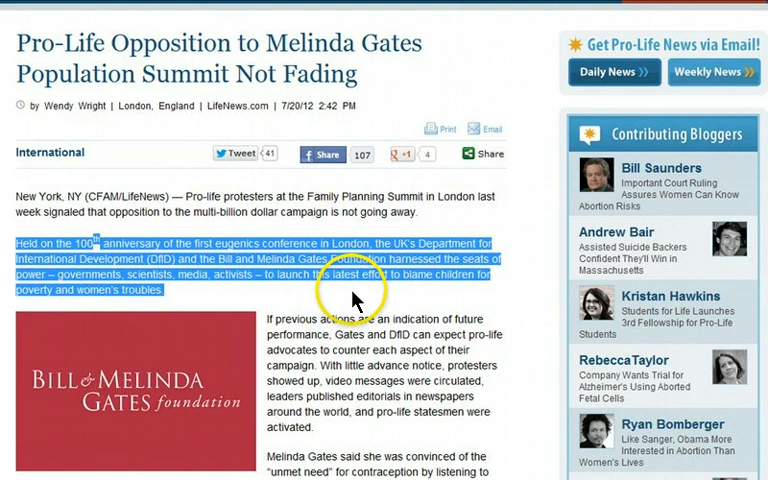 Pro-Life Opposition to Melinda Gates
Population Summit Not Fading
by Wendy Wright | London, England | LifeNews.com | 7/20/12 2:42 PM
Print Email
International
Tweet 41
Share 107
+1 4
Share
New York, NY (CFAM/LifeNews) — Pro-life protesters at the Family Planning Summit in London last
week signaled that opposition to the multi-billion dollar campaign is not going away.
Held on the 100th anniversary of the first eugenics conference in London, the UK's Department for
International Development (DfID) and the Bill and Melinda Gates Foundation harnessed the seats of
power – governments, scientists, media, activists – to launch this latest effort to blame children for
poverty and women's troubles.
BILL & MELINDA
GATES foundation
If previous actions are an indication of future
performance, Gates and DfID can expect pro-life
advocates to counter each aspect of their
campaign. With little advance notice, protesters
showed up, video messages were circulated,
leaders published editorials in newspapers
around the world, and pro-life statesmen were
activated.
Melinda Gates said she was convinced of the
"unmet need" for contraception by listening to
Get Pro-Life News via Email!
Daily News
Weekly News
Contributing Bloggers
Bill Saunders
Important Court Ruling
Assures Women Can Know
Abortion Risks
Andrew Bair
Assisted Suicide Backers
Confident They'll Win in
Massachusetts
Kristan Hawkins
Students for Life Launches
3rd Fellowship for Pro-Life
Students
Rebecca Taylor
Company Wants Trial for
Alzheimer's Using Aborted
Fetal Cells
Ryan Bomberger
Like Sanger, Obama More
Interested in Abortion Than
Women's Lives